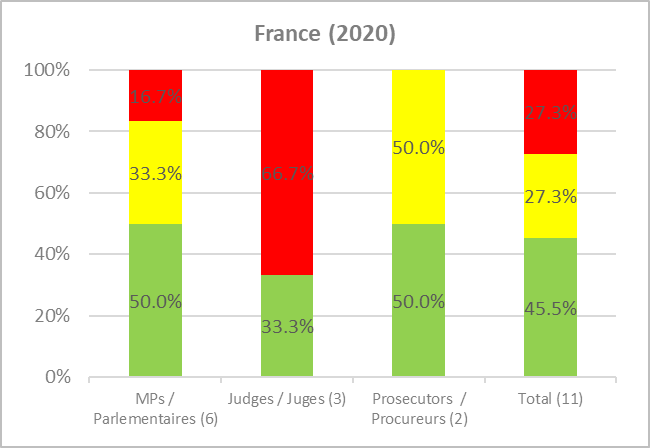 France (2020)
100%
80%
60%
40%
20%
0%
16.7%
33.3%
50.0%
66.7%
33.3%
50.0%
50.0%
27.3%
27.3%
45.5%
MPs /
Parlementaires (6)
Judges / Juges (3)
Prosecutors /
Procureurs (2)
Total (11)